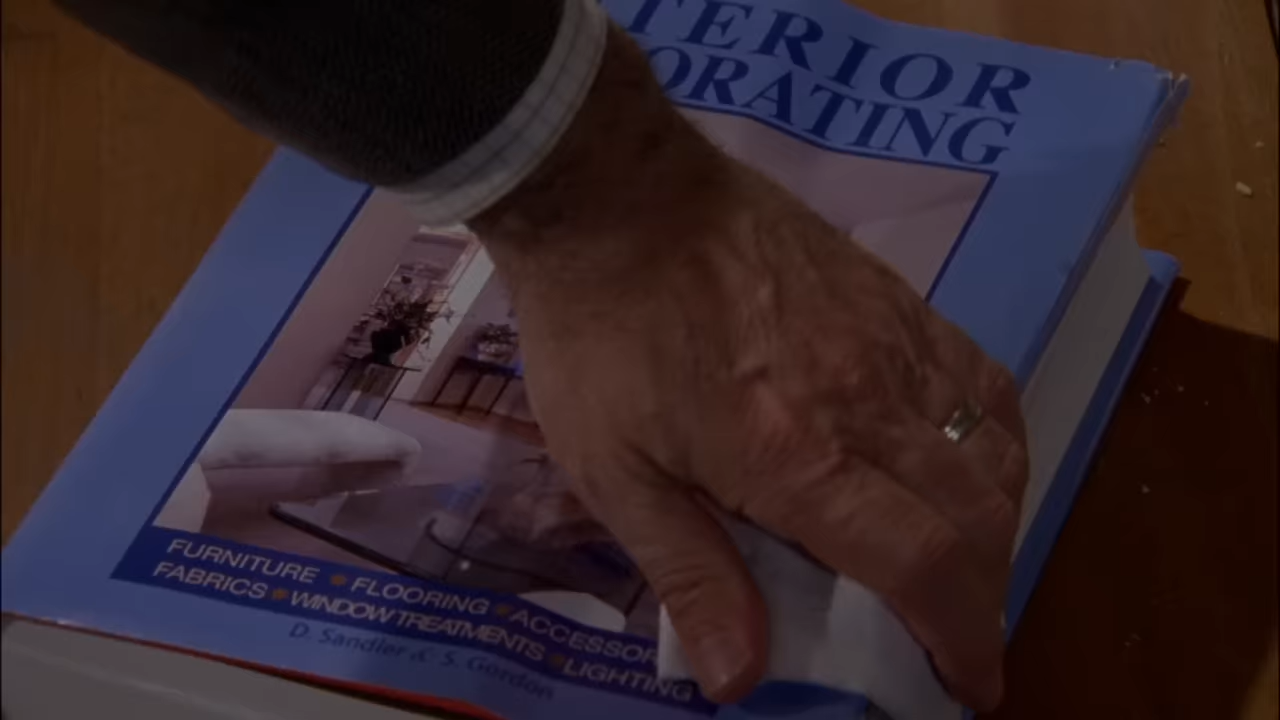 TERIOR
ORATING
FURNITURE • FLOORING • ACCESSOR
FABRICS • WINDOW TREATMENTS • LIGHTING
D. Sandler & S. Gordon